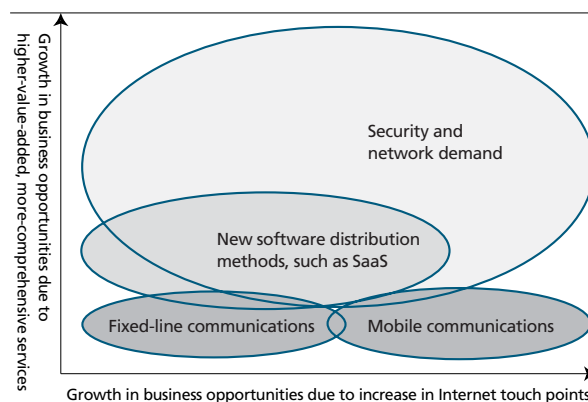 Growth in business opportunities due to
higher-value-added, more-comprehensive services
Security and
network demand
New software distribution
methods, such as SaaS
Fixed-line communications
Mobile communications
Growth in business opportunities due to increase in Internet touch points